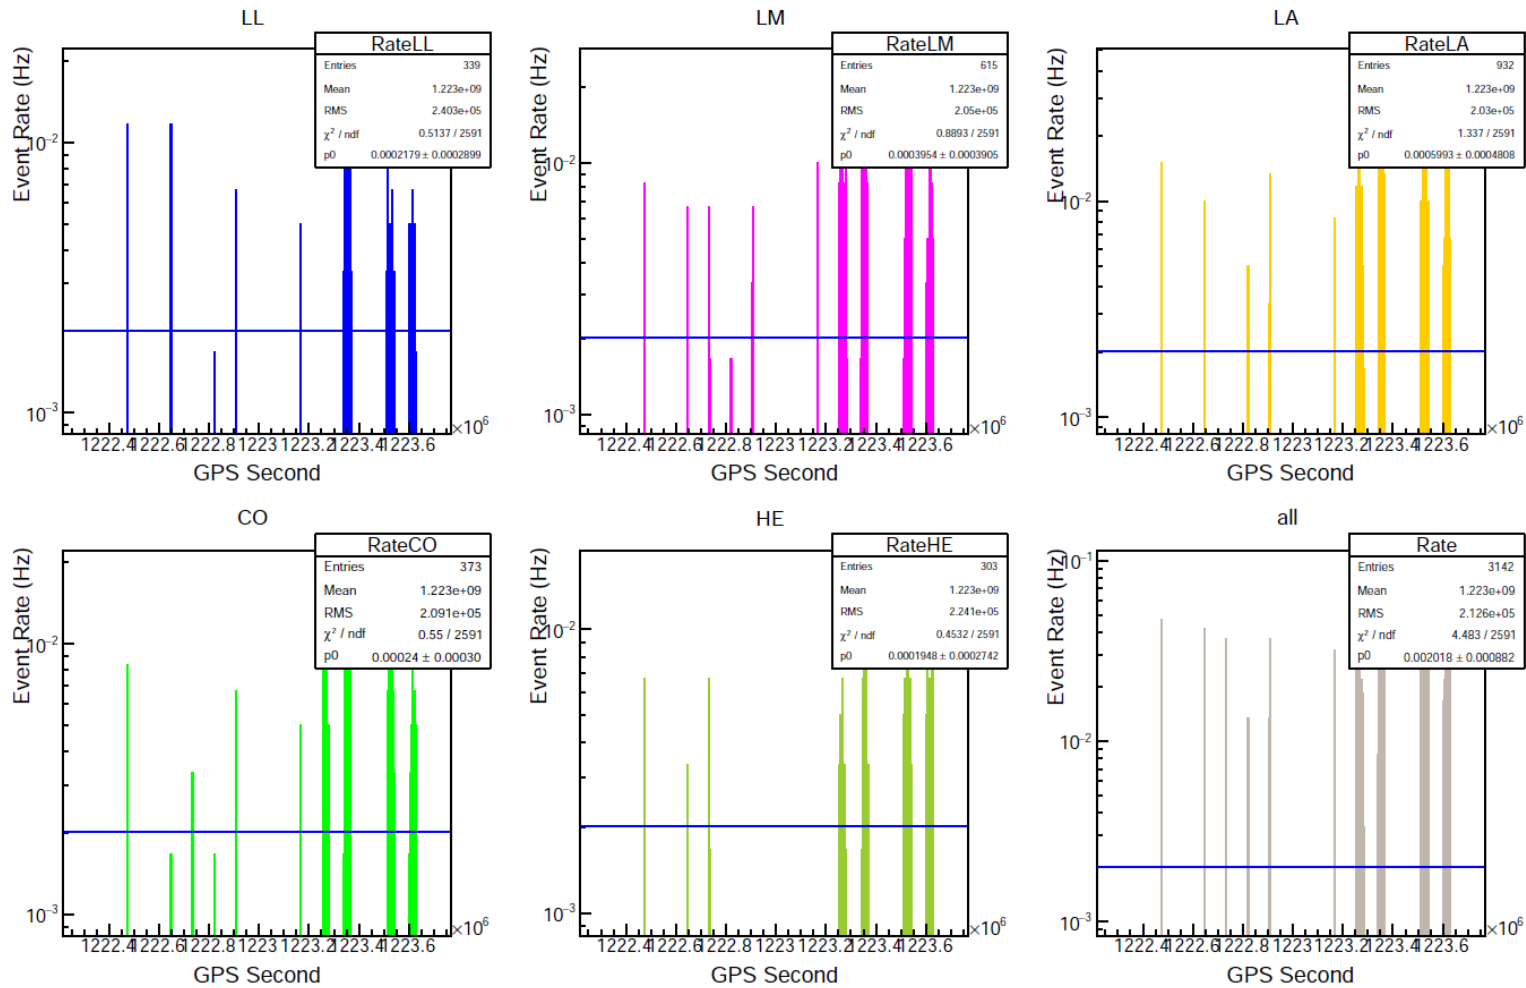 LL
RateLL
Entries 339
Mean 1.223e+09
RMS 2.403e+05
χ² / ndf 0.5137 / 2591
p0 0.0002179 ± 0.0002899
Event Rate (Hz)
10⁻²
10⁻³
1222.4 1222.6 1222.8 1223 1223.2 1223.4 1223.6
×10⁶
GPS Second
LM
RateLM
Entries 615
Mean 1.223e+09
RMS 2.05e+05
χ² / ndf 0.8893 / 2591
p0 0.0003954 ± 0.0003905
Event Rate (Hz)
10⁻²
10⁻³
1222.4 1222.6 1222.8 1223 1223.2 1223.4 1223.6
×10⁶
GPS Second
LA
RateLA
Entries 932
Mean 1.223e+09
RMS 2.03e+05
χ² / ndf 1.337 / 2591
p0 0.0005993 ± 0.0004808
Event Rate (Hz)
10⁻²
10⁻³
1222.4 1222.6 1222.8 1223 1223.2 1223.4 1223.6
×10⁶
GPS Second
CO
RateCO
Entries 373
Mean 1.223e+09
RMS 2.091e+05
χ² / ndf 0.55 / 2591
p0 0.00024 ± 0.00030
Event Rate (Hz)
10⁻²
10⁻³
1222.4 1222.6 1222.8 1223 1223.2 1223.4 1223.6
×10⁶
GPS Second
HE
RateHE
Entries 303
Mean 1.223e+09
RMS 2.241e+05
χ² / ndf 0.4532 / 2591
p0 0.0001948 ± 0.0002742
Event Rate (Hz)
10⁻²
10⁻³
1222.4 1222.6 1222.8 1223 1223.2 1223.4 1223.6
×10⁶
GPS Second
all
Rate
Entries 3142
Mean 1.223e+09
RMS 2.126e+05
χ² / ndf 4.483 / 2591
p0 0.002018 ± 0.000882
Event Rate (Hz)
10⁻¹
10⁻²
10⁻³
1222.4 1222.6 1222.8 1223 1223.2 1223.4 1223.6
×10⁶
GPS Second